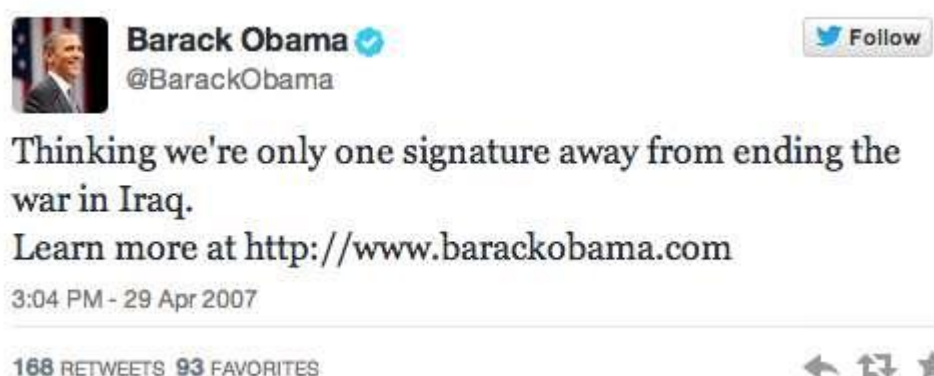 Barack Obama
Follow
@BarackObama
Thinking we're only one signature away from ending the
war in Iraq.
Learn more at http://www.barackobama.com
3:04 PM - 29 Apr 2007
168 RETWEETS 93 FAVORITES